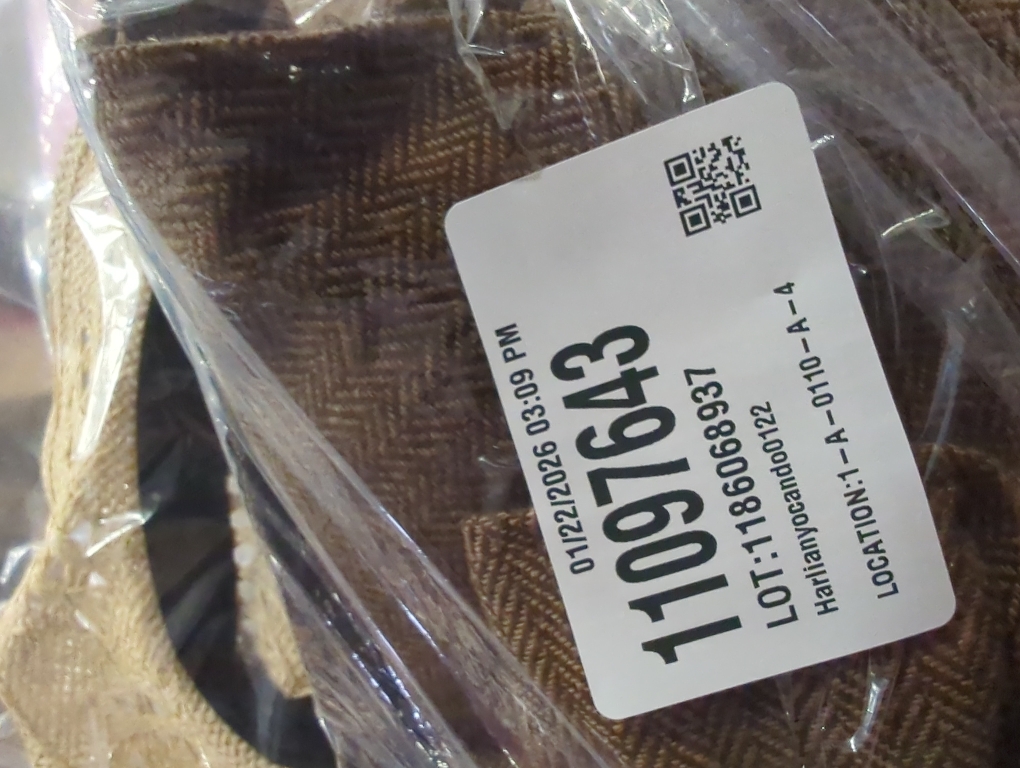 01/22/2026 03:09 PM
11097643
LOT:1186068937
Harlianyocando0122
LOCATION:1-A-0110-A-4